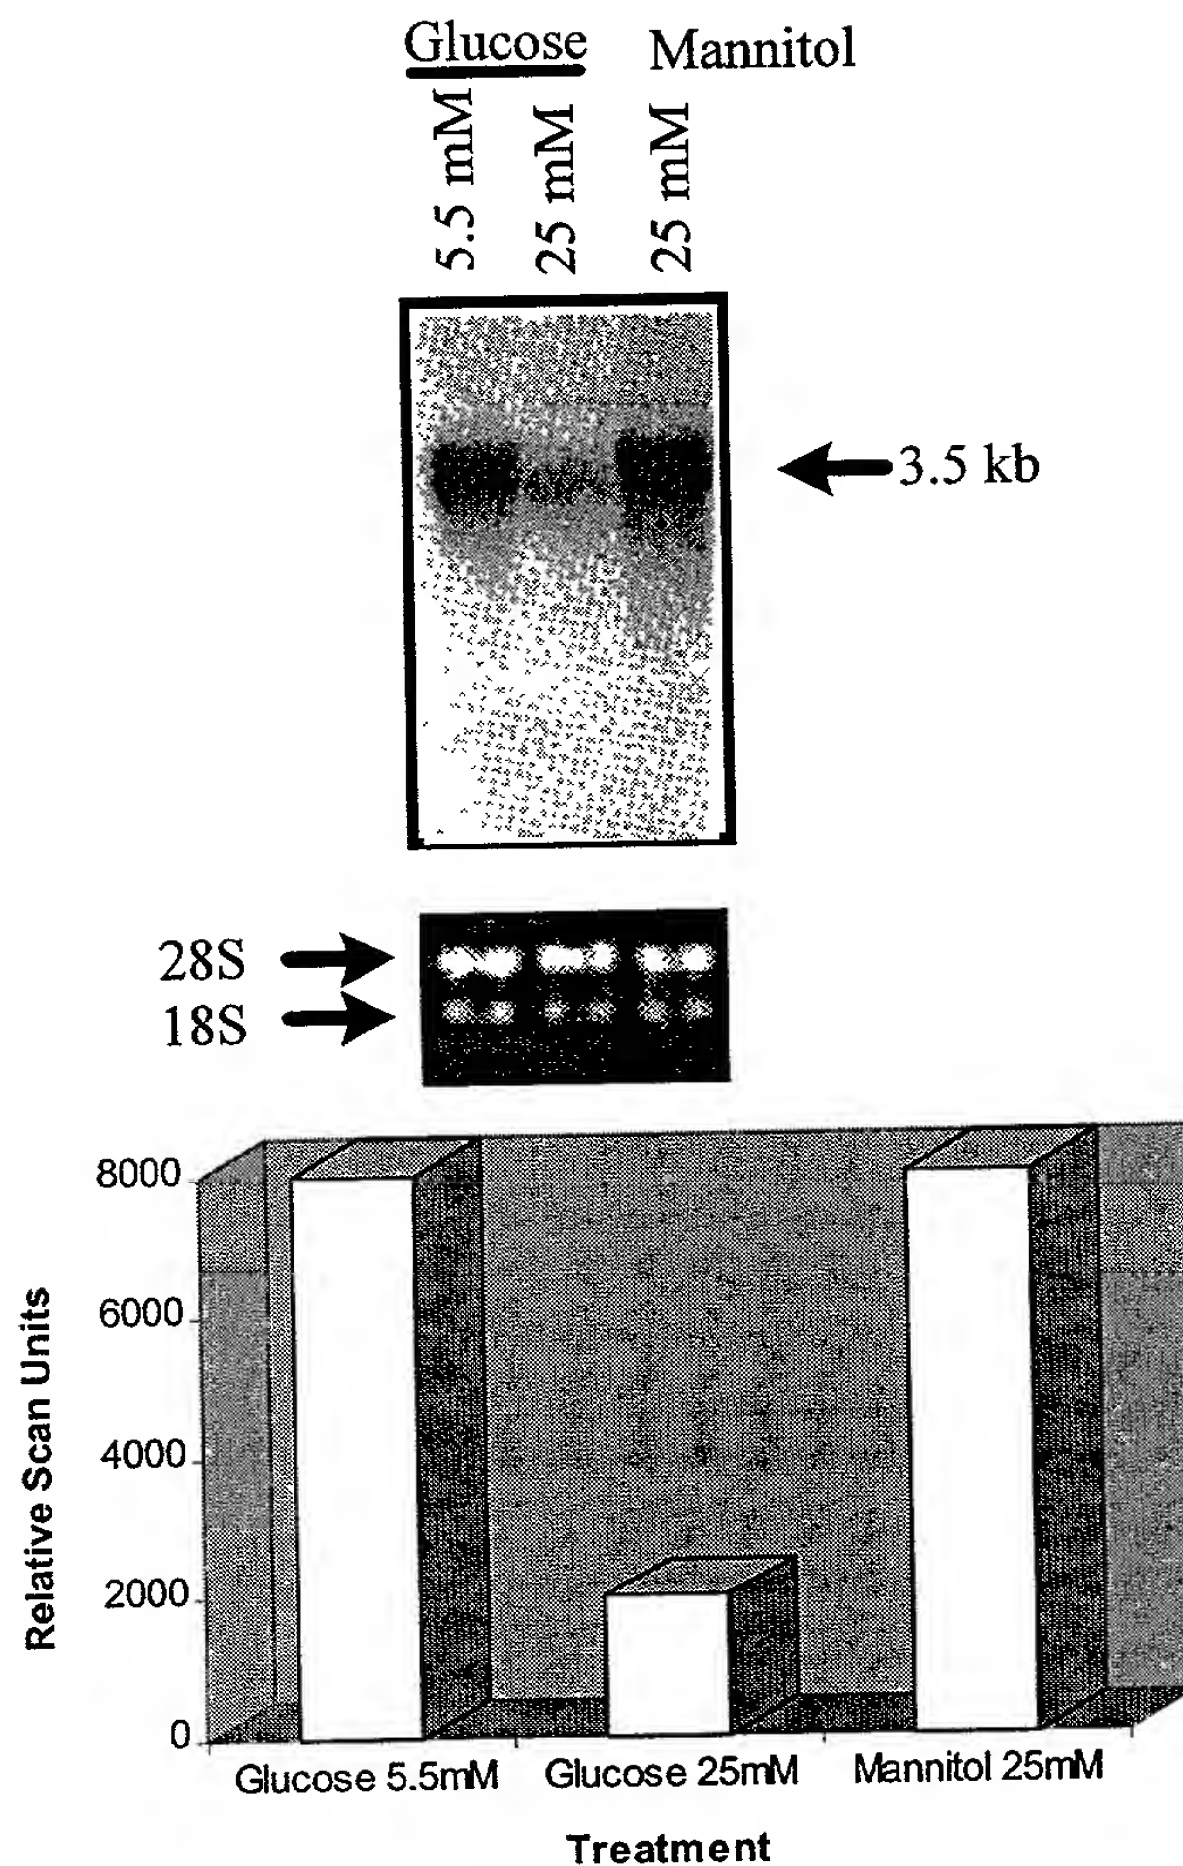 Glucose Mannitol
5.5 mM 25 mM 25 mM
3.5 kb
28S
18S
8000
6000
4000
2000
0
Relative Scan Units
Glucose 5.5mM Glucose 25mM Mannitol 25mM
Treatment